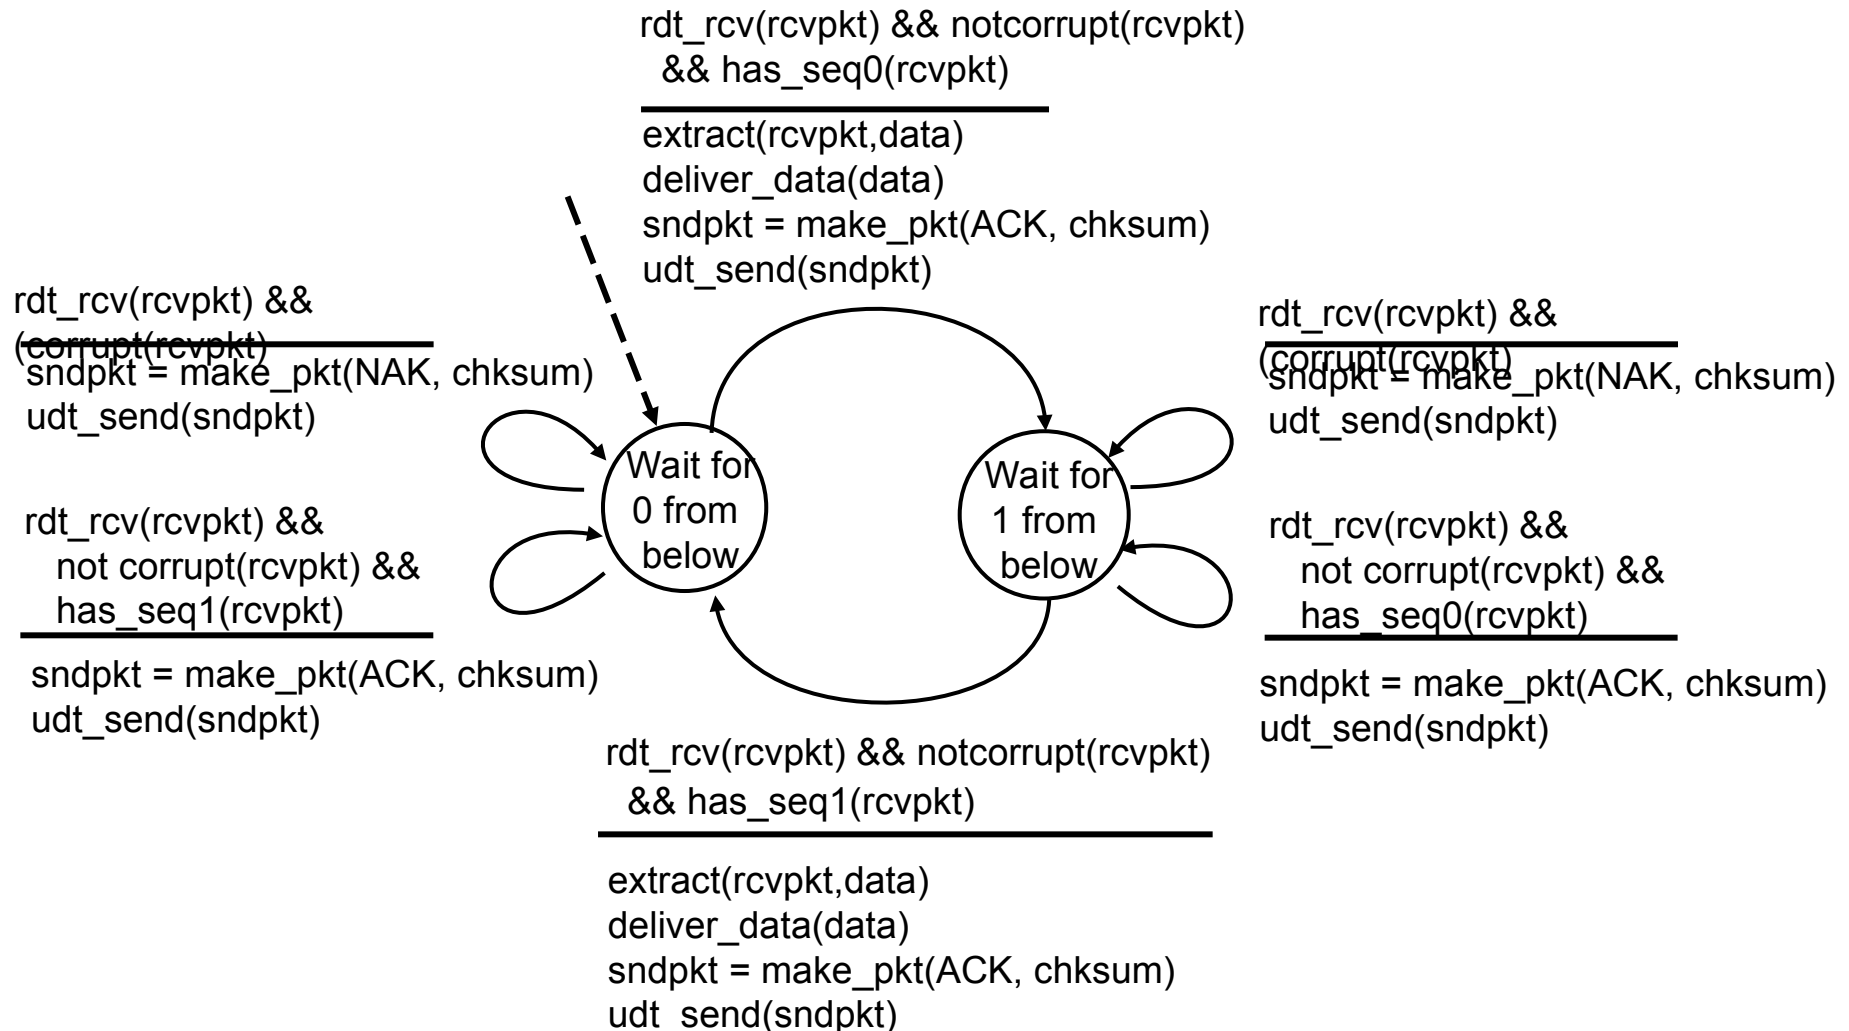 rdt_rcv(rcvpkt) && notcorrupt(rcvpkt)
&& has_seq0(rcvpkt)
extract(rcvpkt,data)
deliver_data(data)
sndpkt = make_pkt(ACK, chksum)
udt_send(sndpkt)
rdt_rcv(rcvpkt) &&
(corrupt(rcvpkt)
sndpkt = make_pkt(NAK, chksum)
udt_send(sndpkt)
rdt_rcv(rcvpkt) &&
not corrupt(rcvpkt) &&
has_seq1(rcvpkt)
sndpkt = make_pkt(ACK, chksum)
udt_send(sndpkt)
Wait for
0 from
below
Wait for
1 from
below
rdt_rcv(rcvpkt) &&
(corrupt(rcvpkt)
sndpkt = make_pkt(NAK, chksum)
udt_send(sndpkt)
rdt_rcv(rcvpkt) &&
not corrupt(rcvpkt) &&
has_seq0(rcvpkt)
sndpkt = make_pkt(ACK, chksum)
udt_send(sndpkt)
rdt_rcv(rcvpkt) && notcorrupt(rcvpkt)
&& has_seq1(rcvpkt)
extract(rcvpkt,data)
deliver_data(data)
sndpkt = make_pkt(ACK, chksum)
udt_send(sndpkt)